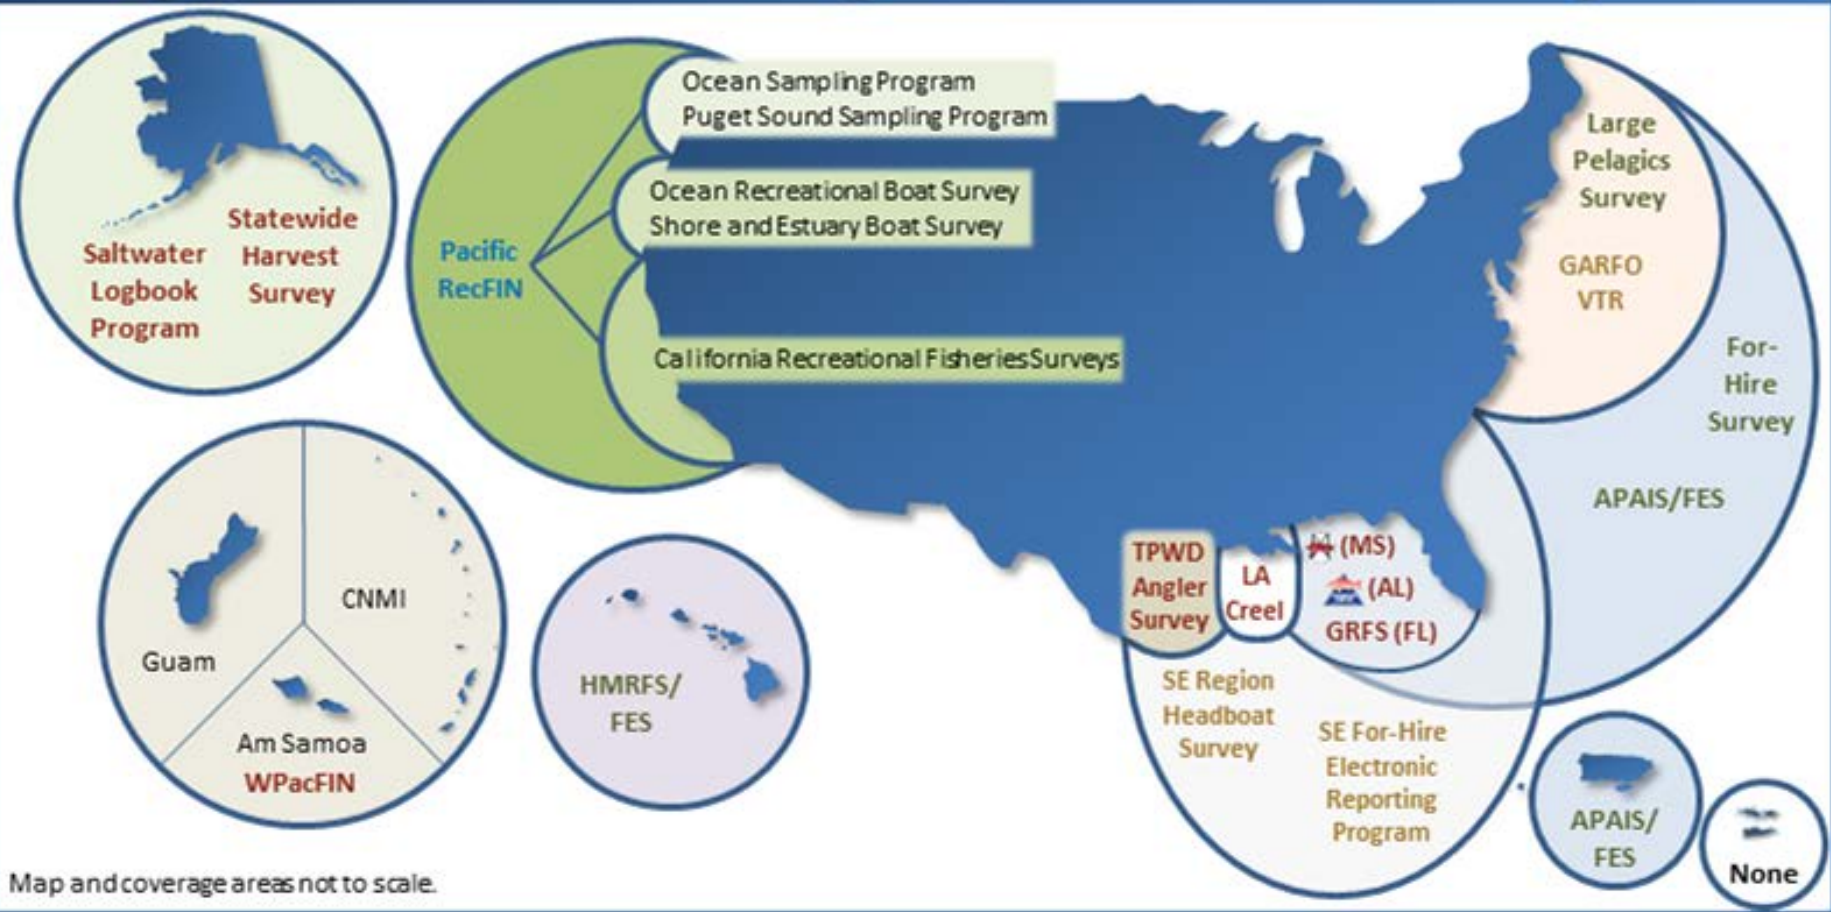 Statewide
Harvest
Survey
Saltwater
Logbook
Program
Pacific
RecFIN
Ocean Sampling Program
Puget Sound Sampling Program
Ocean Recreational Boat Survey
Shore and Estuary Boat Survey
California Recreational Fisheries Surveys
Large
Pelagics
Survey
GARFO
VTR
For-
Hire
Survey
APAIS/FES
TPWD
Angler
Survey
LA
Creel
(MS)
(AL)
GRFS (FL)
SE Region
Headboat
Survey
SE For-Hire
Electronic
Reporting
Program
CNMI
Guam
Am Samoa
WPacFIN
HMRFS/
FES
APAIS/
FES
None
Map and coverage areas not to scale.